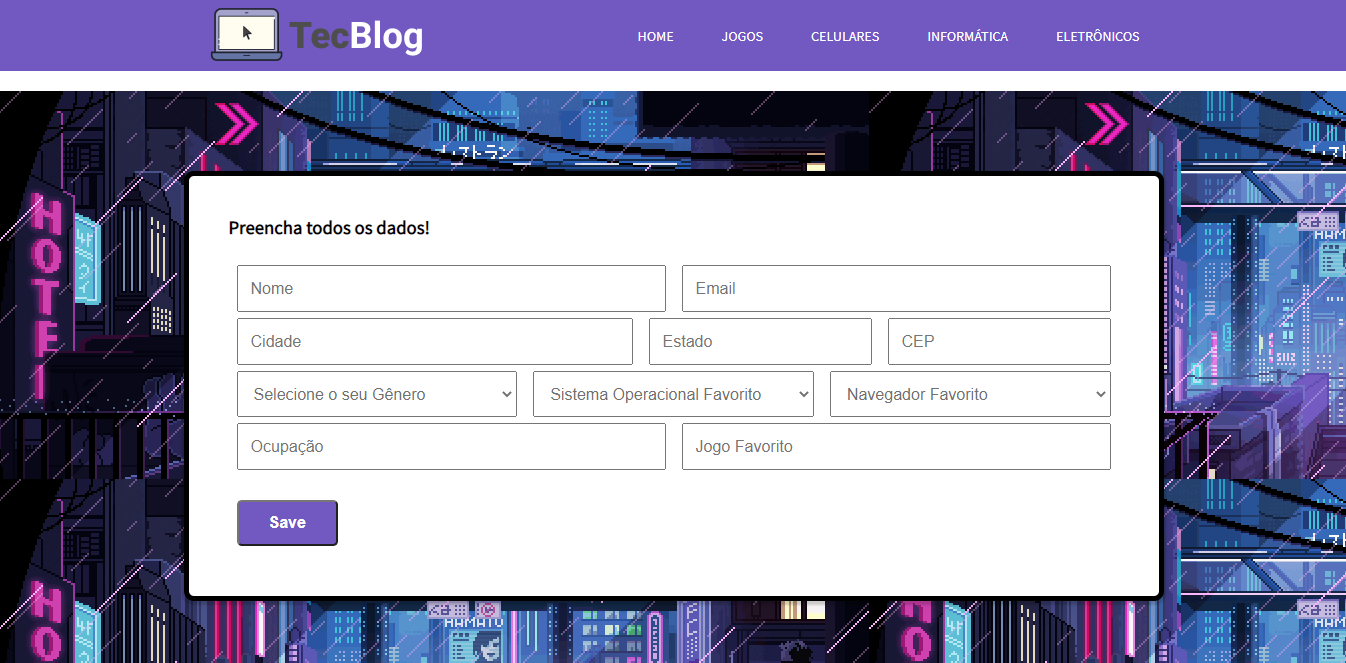 TecBlog
HOME JOGOS CELULARES INFORMÁTICA ELETRÔNICOS
Preencha todos os dados!
Nome Email
Cidade Estado CEP
Selecione o seu Gênero Sistema Operacional Favorito Navegador Favorito
Ocupação Jogo Favorito
Save
HOTEL